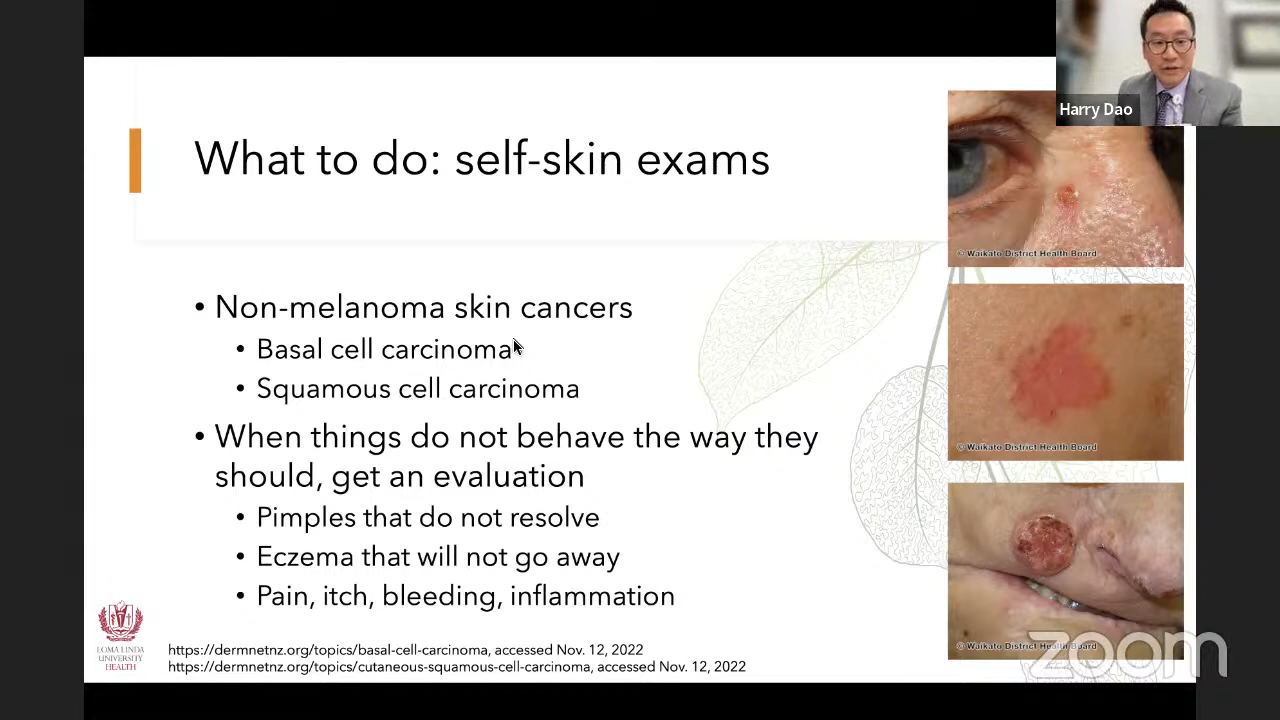 Harry Dao
What to do: self-skin exams
© Waikato District Health Board
• Non-melanoma skin cancers
• Basal cell carcinoma
• Squamous cell carcinoma
• When things do not behave the way they
should, get an evaluation
• Pimples that do not resolve
• Eczema that will not go away
• Pain, itch, bleeding, inflammation
© Waikato District Health Board
© Waikato District Health Board
LOMA LINDA
UNIVERSITY
HEALTH
https://dermnetnz.org/topics/basal-cell-carcinoma, accessed Nov. 12, 2022
https://dermnetnz.org/topics/cutaneous-squamous-cell-carcinoma, accessed Nov. 12, 2022
zoom